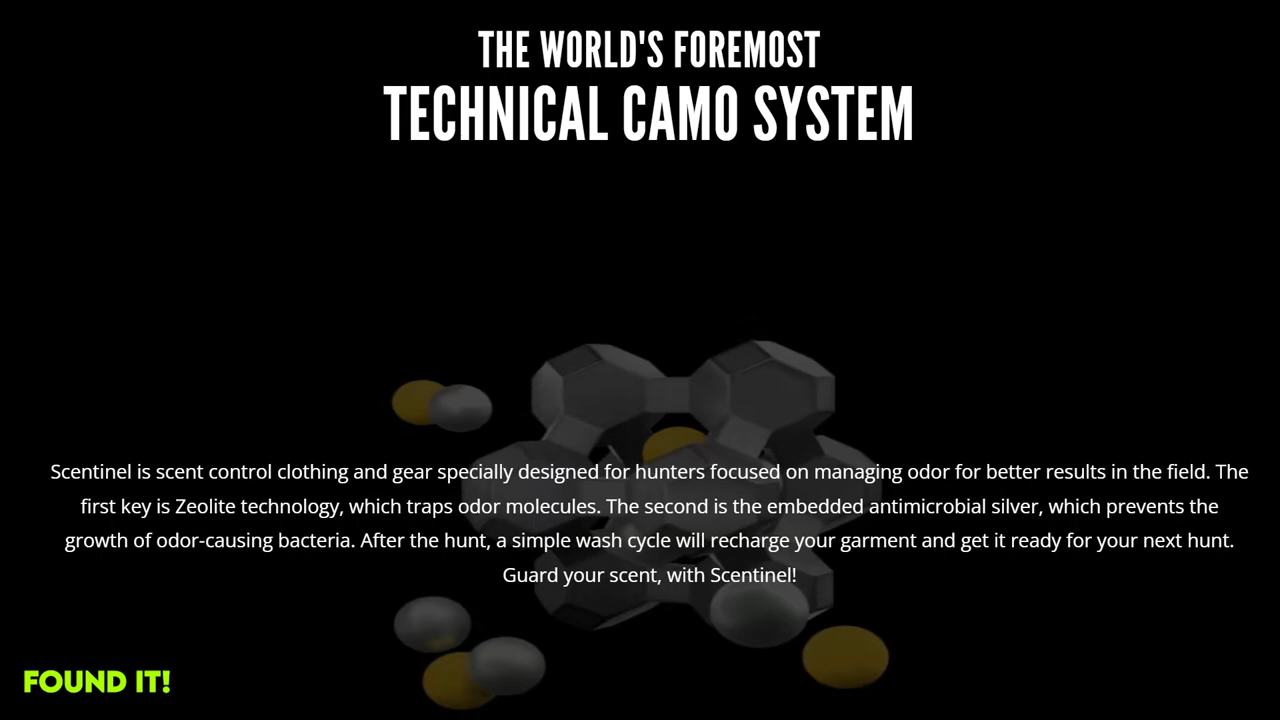 THE WORLD'S FOREMOST
TECHNICAL CAMO SYSTEM
Scentinel is scent control clothing and gear specially designed for hunters focused on managing odor for better results in the field. The
first key is Zeolite technology, which traps odor molecules. The second is the embedded antimicrobial silver, which prevents the
growth of odor-causing bacteria. After the hunt, a simple wash cycle will recharge your garment and get it ready for your next hunt.
Guard your scent, with Scentinel!
FOUND IT!